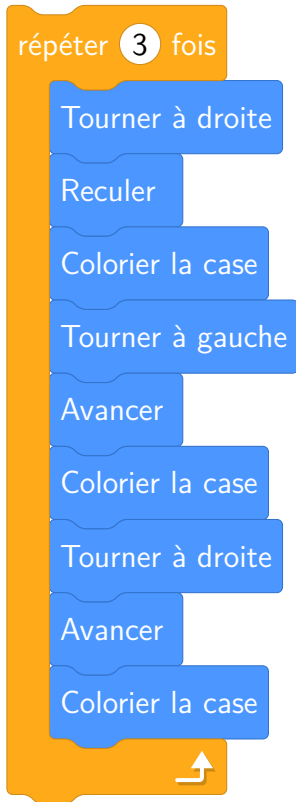 répéter 3 fois
Tourner à droite
Reculer
Colorier la case
Tourner à gauche
Avancer
Colorier la case
Tourner à droite
Avancer
Colorier la case